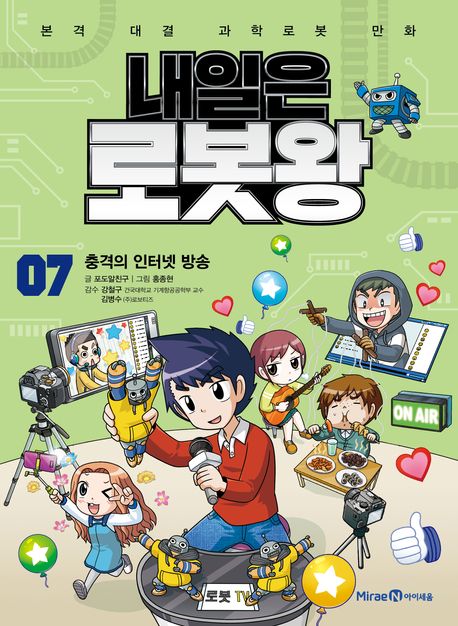 본격 대결 과학로봇 만화
내일은
로봇왕
07 충격의 인터넷 방송
글 포도알친구 | 그림 홍종현
감수 강철구 건국대학교 기계항공공학부 교수
김병수 (주)로보티즈
ON AIR
로봇 TV
Mirae N 아이세움